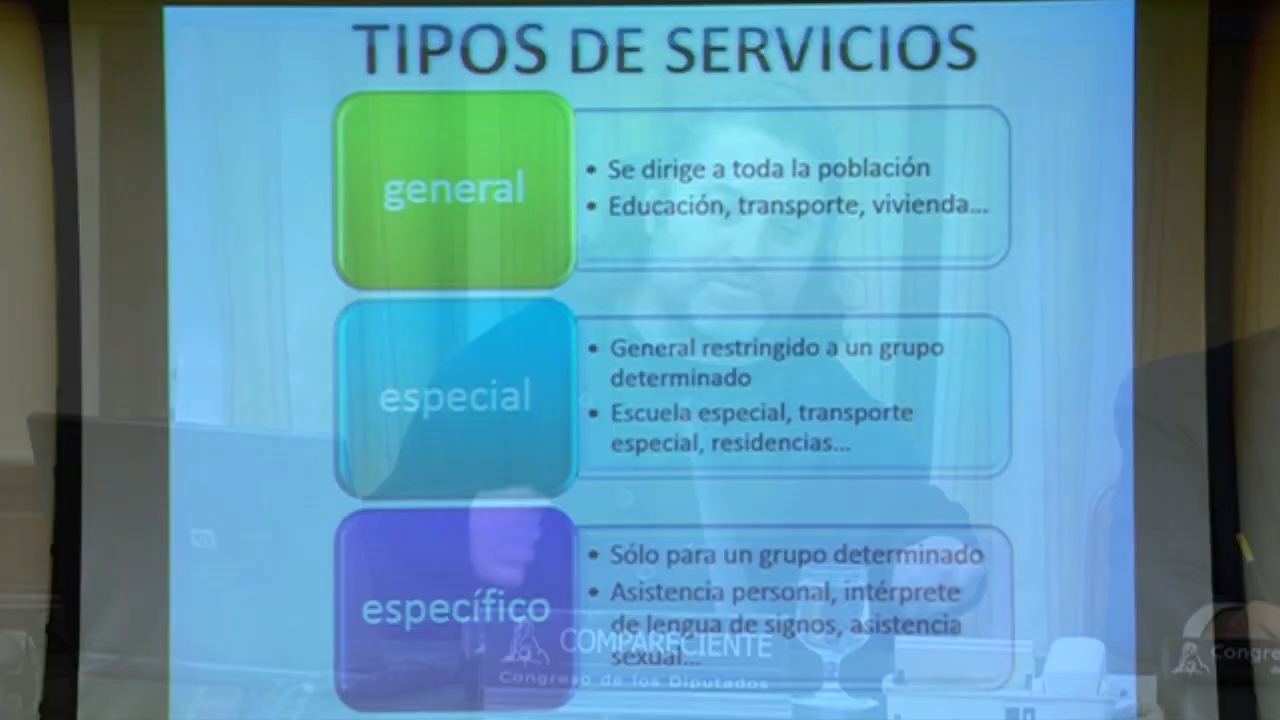 TIPOS DE SERVICIOS
general
• Se dirige a toda la población
• Educación, transporte, vivienda...
especial
• General restringido a un grupo
determinado
• Escuela especial, transporte
especial, residencias...
específico
• Sólo para un grupo determinado
• Asistencia personal, intérprete
de lengua de signos, asistencia
sexual...
COMPARECIENTE
Congreso de los Diputados
Congre